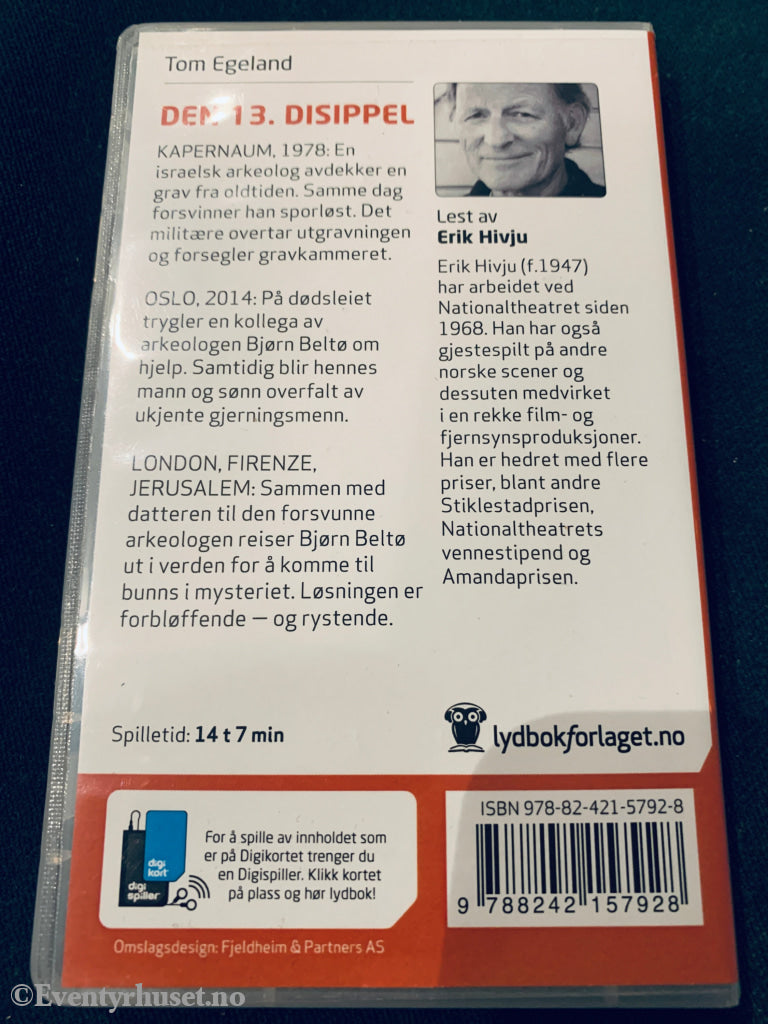 Tom Egeland
DEN 13. DISIPPEL
KAPERNAUM, 1978: En
israelsk arkeolog avdekker en
grav fra oldtiden. Samme dag
forsvinner han sporløst. Det
militære overtar utgravningen
og forsegler gravkammeret.
OSLO, 2014: På dødsleiet
trygler en kollega av
arkeologen Bjørn Beltø om
hjelp. Samtidig blir hennes
mann og sønn overfalt av
ukjente gjerningsmenn.
LONDON, FIRENZE,
JERUSALEM: Sammen med
datteren til den forsvunne
arkeologen reiser Bjørn Beltø
ut i verden for å komme til
bunns i mysteriet. Løsningen er
forbløffende — og rystende.
Lest av
Erik Hivju
Erik Hivju (f.1947)
har arbeidet ved
Nationaltheatret siden
1968. Han har også
gjestespilt på andre
norske scener og
dessuten medvirket
i en rekke film- og
fjernsynsproduksjoner.
Han er hedret med flere
priser, blant andre
Stiklestadprisen,
Nationaltheatrets
vennestipend og
Amandaprisen.
Spilletid: 14 t 7 min
lydbokforlaget.no
digi
kort
digi
spiller
For å spille av innholdet som
er på Digikortet trenger du
en Digispiller. Klikk kortet
på plass og hør lydbok!
ISBN 978-82-421-5792-8
9 788242 157928
Omslagsdesign: Fjeldheim & Partners AS
©Eventyrhuset.no